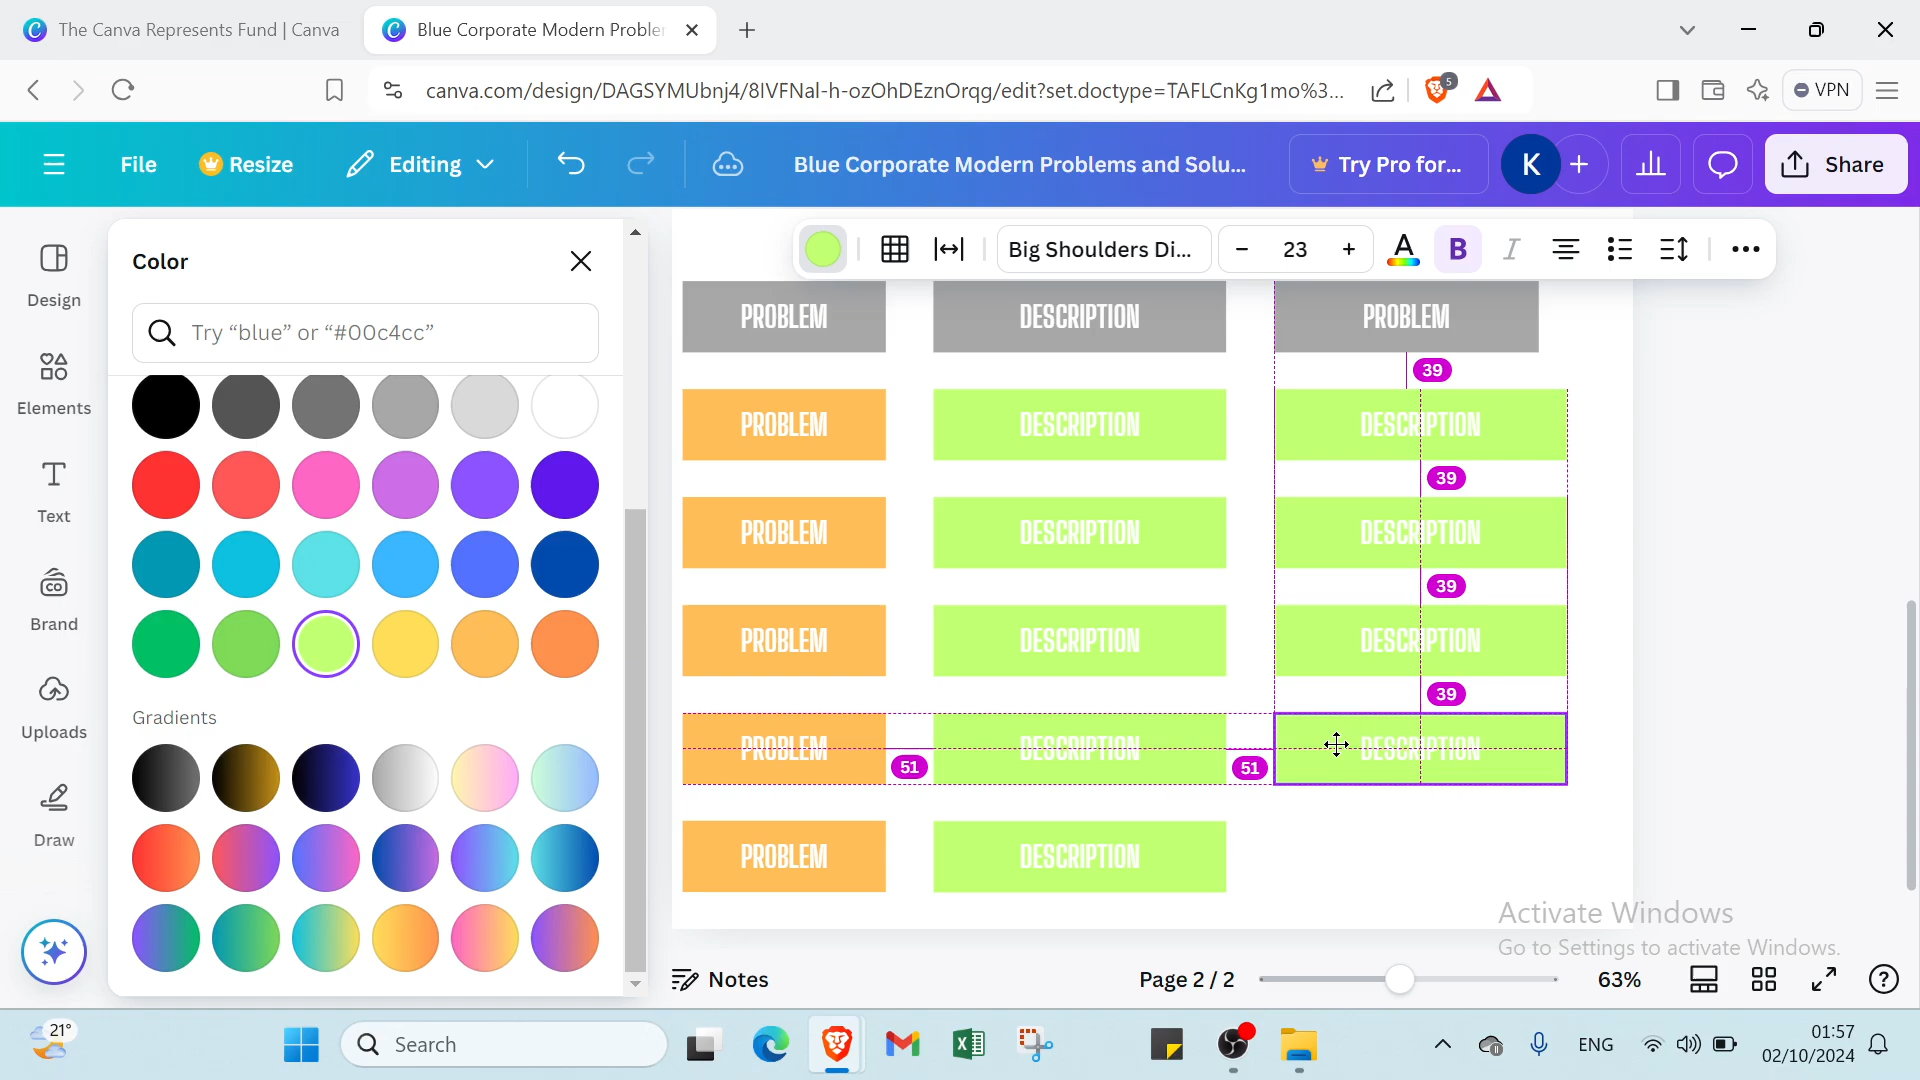 The Canva Represents Fund | Canva
Blue Corporate Modern Probler
canva.com/design/DAGSYMUbnj4/8IVFNal-h-ozOhDEznOrqg/edit?set.doctype=TAFLCnKg1mo%3...
5
VPN
File
Resize
Editing
Blue Corporate Modern Problems and Solu...
Try Pro for...
K
Share
Design
Elements
Text
Brand
Uploads
Draw
Color
Try “blue” or “#00c4cc”
Gradients
Big Shoulders Di...
23
A
B
I
PROBLEM DESCRIPTION PROBLEM
39
PROBLEM DESCRIPTION DESCRIPTION
39
PROBLEM DESCRIPTION DESCRIPTION
39
PROBLEM DESCRIPTION DESCRIPTION
39
PROBLEM 51 DESCRIPTION 51 DESCRIPTION
PROBLEM DESCRIPTION
Activate Windows
Go to Settings to activate Windows.
Notes
Page 2 / 2
63%
21°
Search
ENG
01:57
02/10/2024